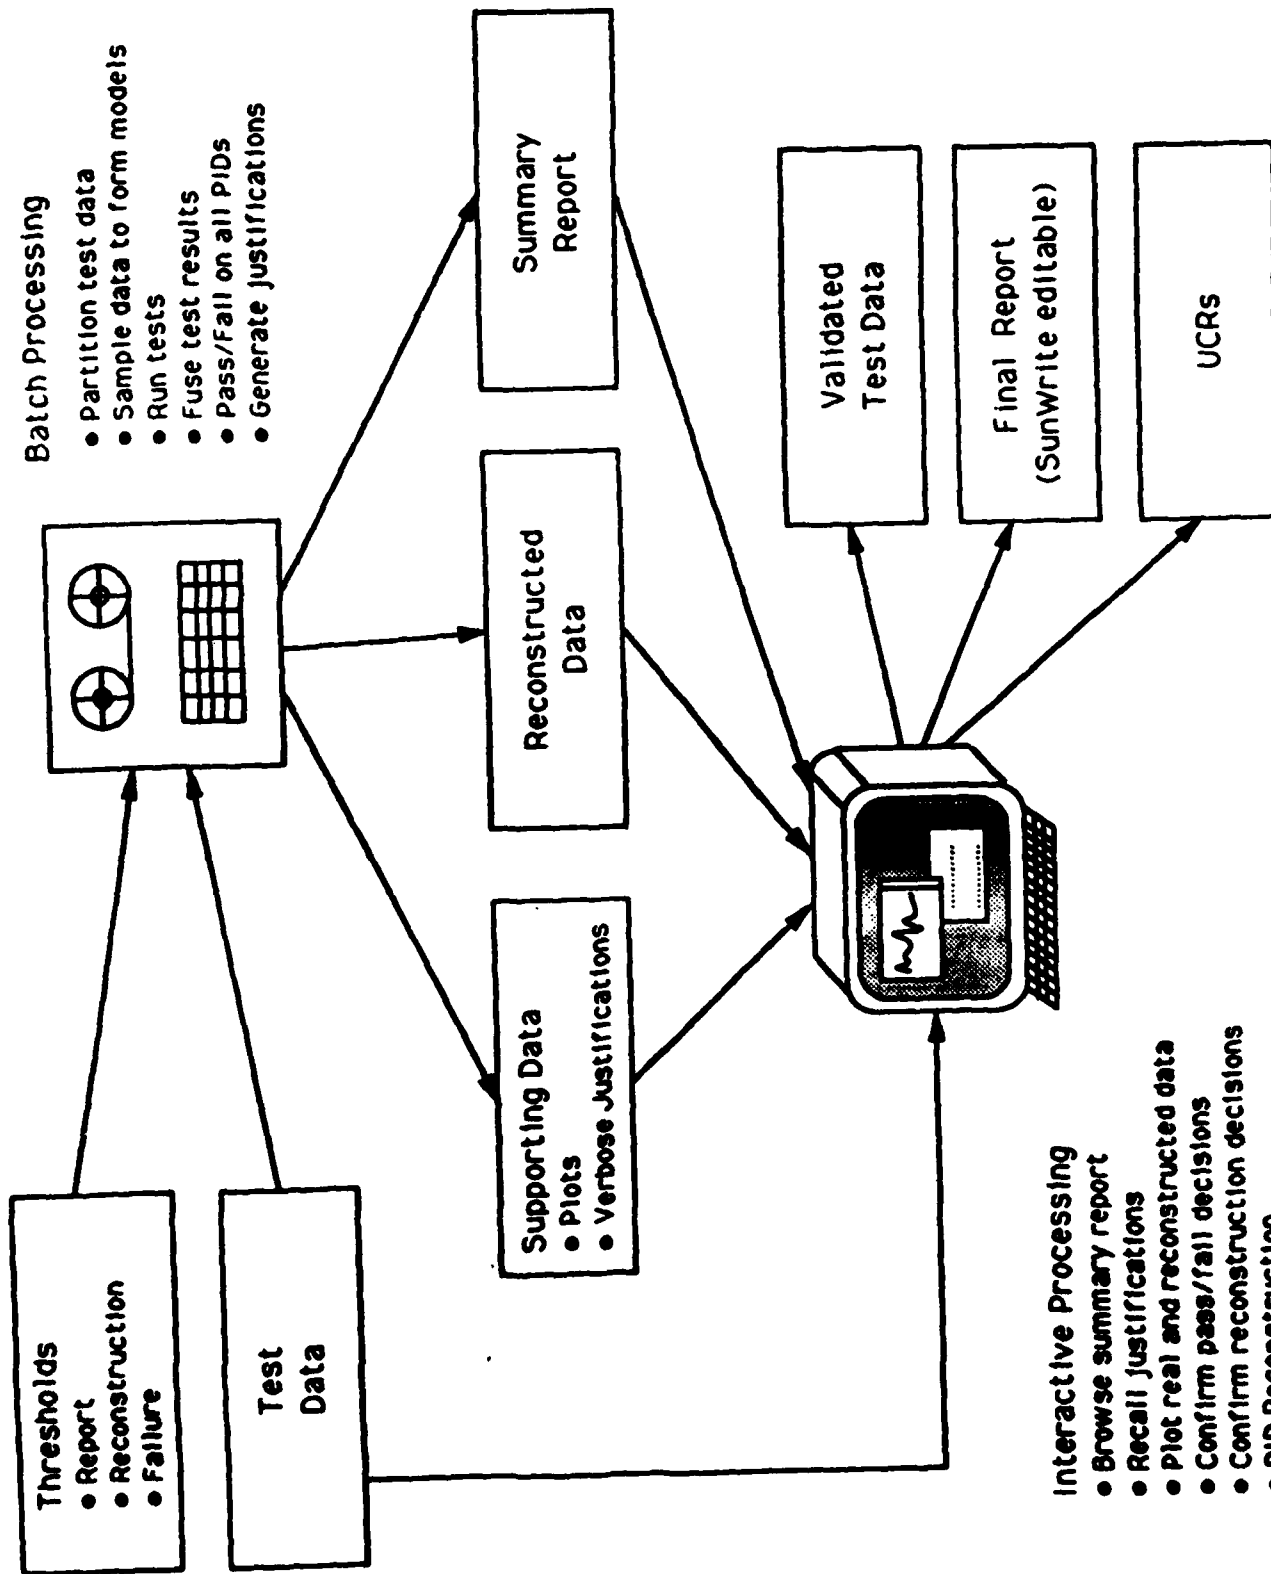 Thresholds
● Report
● Reconstruction
● Failure
Test
Data
Batch Processing
● Partition test data
● Sample data to form models
● Run tests
● Fuse test results
● Pass/Fail on all PIDs
● Generate justifications
Supporting Data
● Plots
● Verbose Justifications
Reconstructed
Data
Summary
Report
Interactive Processing
● Browse summary report
● Recall justifications
● Plot real and reconstructed data
● Confirm pass/fail decisions
● Confirm reconstruction decisions
● PID Reconstruction
Validated
Test Data
Final Report
(SunWrite editable)
UCRs